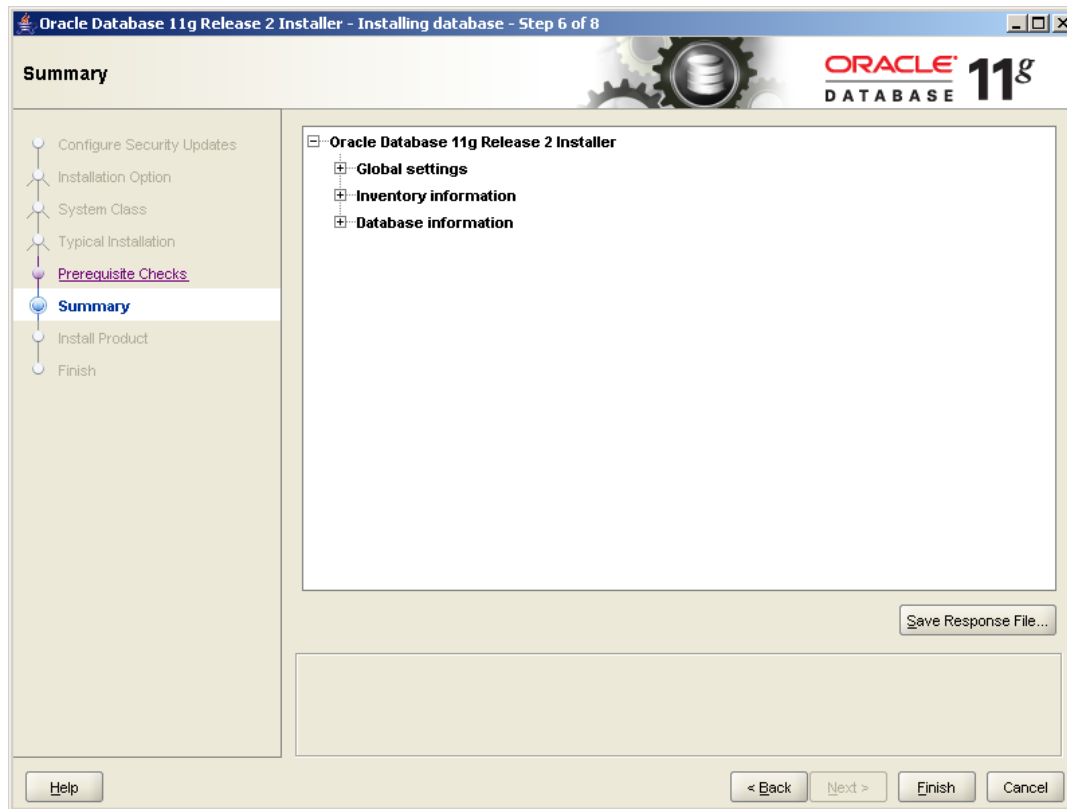 Oracle Database 11g Release 2 Installer - Installing database - Step 6 of 8
Summary
ORACLE 11g
DATABASE
Configure Security Updates
Installation Option
System Class
Typical Installation
Prerequisite Checks
Summary
Install Product
Finish
Oracle Database 11g Release 2 Installer
Global settings
Inventory information
Database information
Save Response File...
Help
< Back
Next >
Finish
Cancel